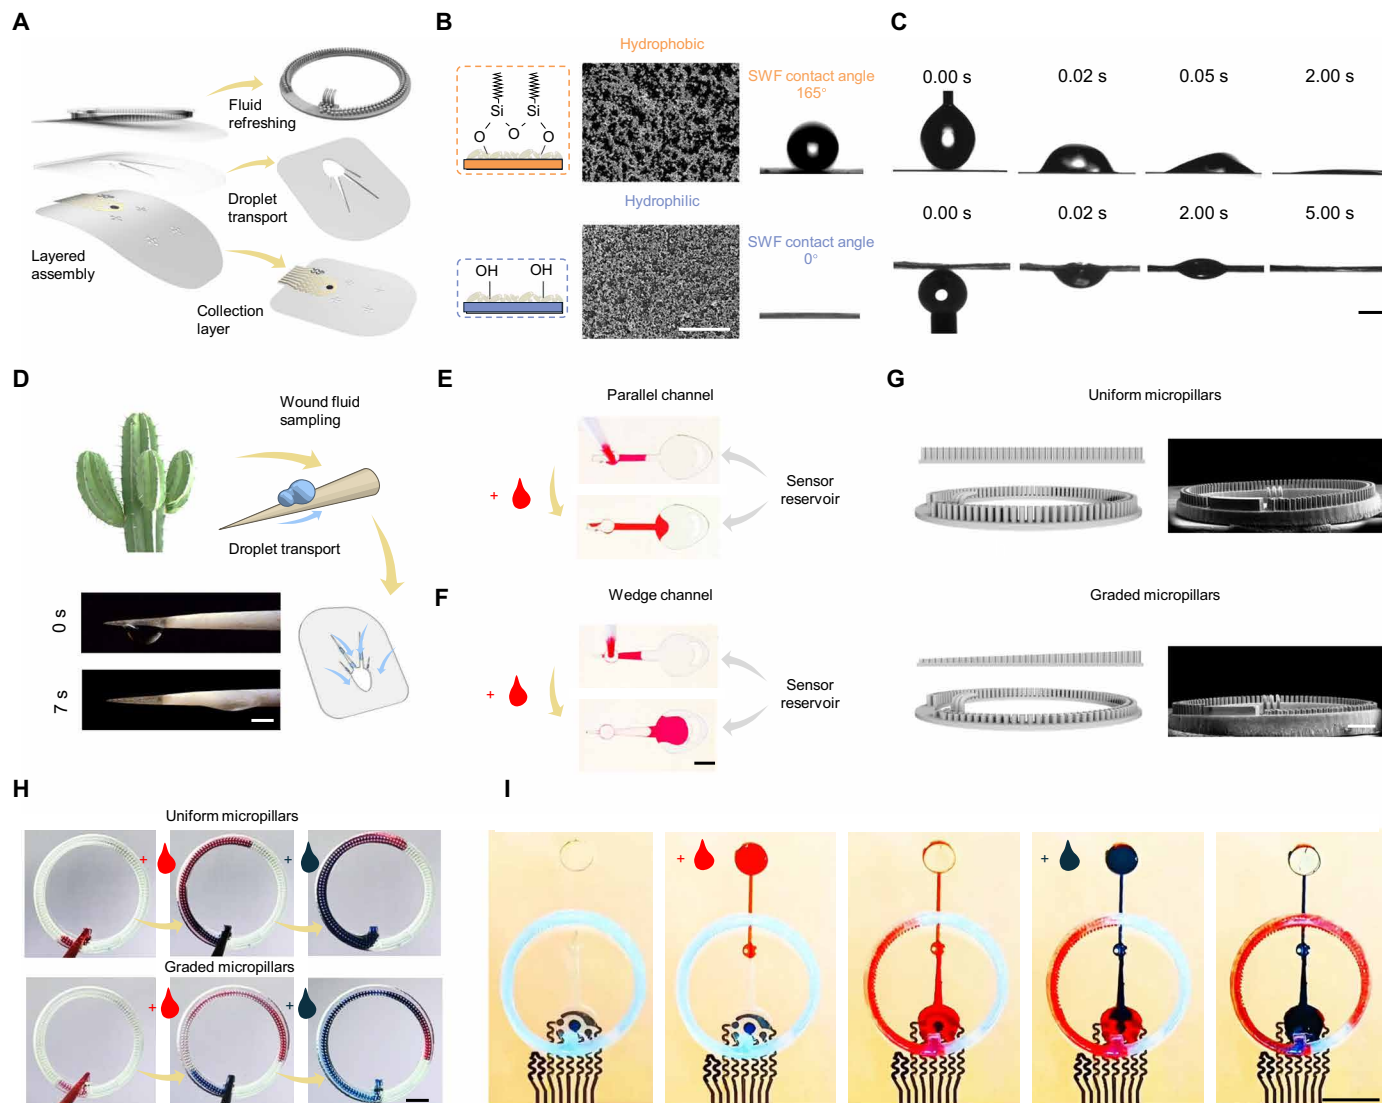 A
Fluid
refreshing
Droplet
transport
Layered
assembly
Collection
layer
B
Hydrophobic
Si Si
O O O
SWF contact angle
165°
Hydrophilic
OH OH
SWF contact angle
0°
C
0.00 s 0.02 s 0.05 s 2.00 s
0.00 s 0.02 s 2.00 s 5.00 s
D
Wound fluid
sampling
Droplet transport
0 s
7 s
E
Parallel channel
+
Sensor
reservoir
F
Wedge channel
+
Sensor
reservoir
G
Uniform micropillars
Graded micropillars
H
Uniform micropillars
+ +
Graded micropillars
+ +
I
+ +